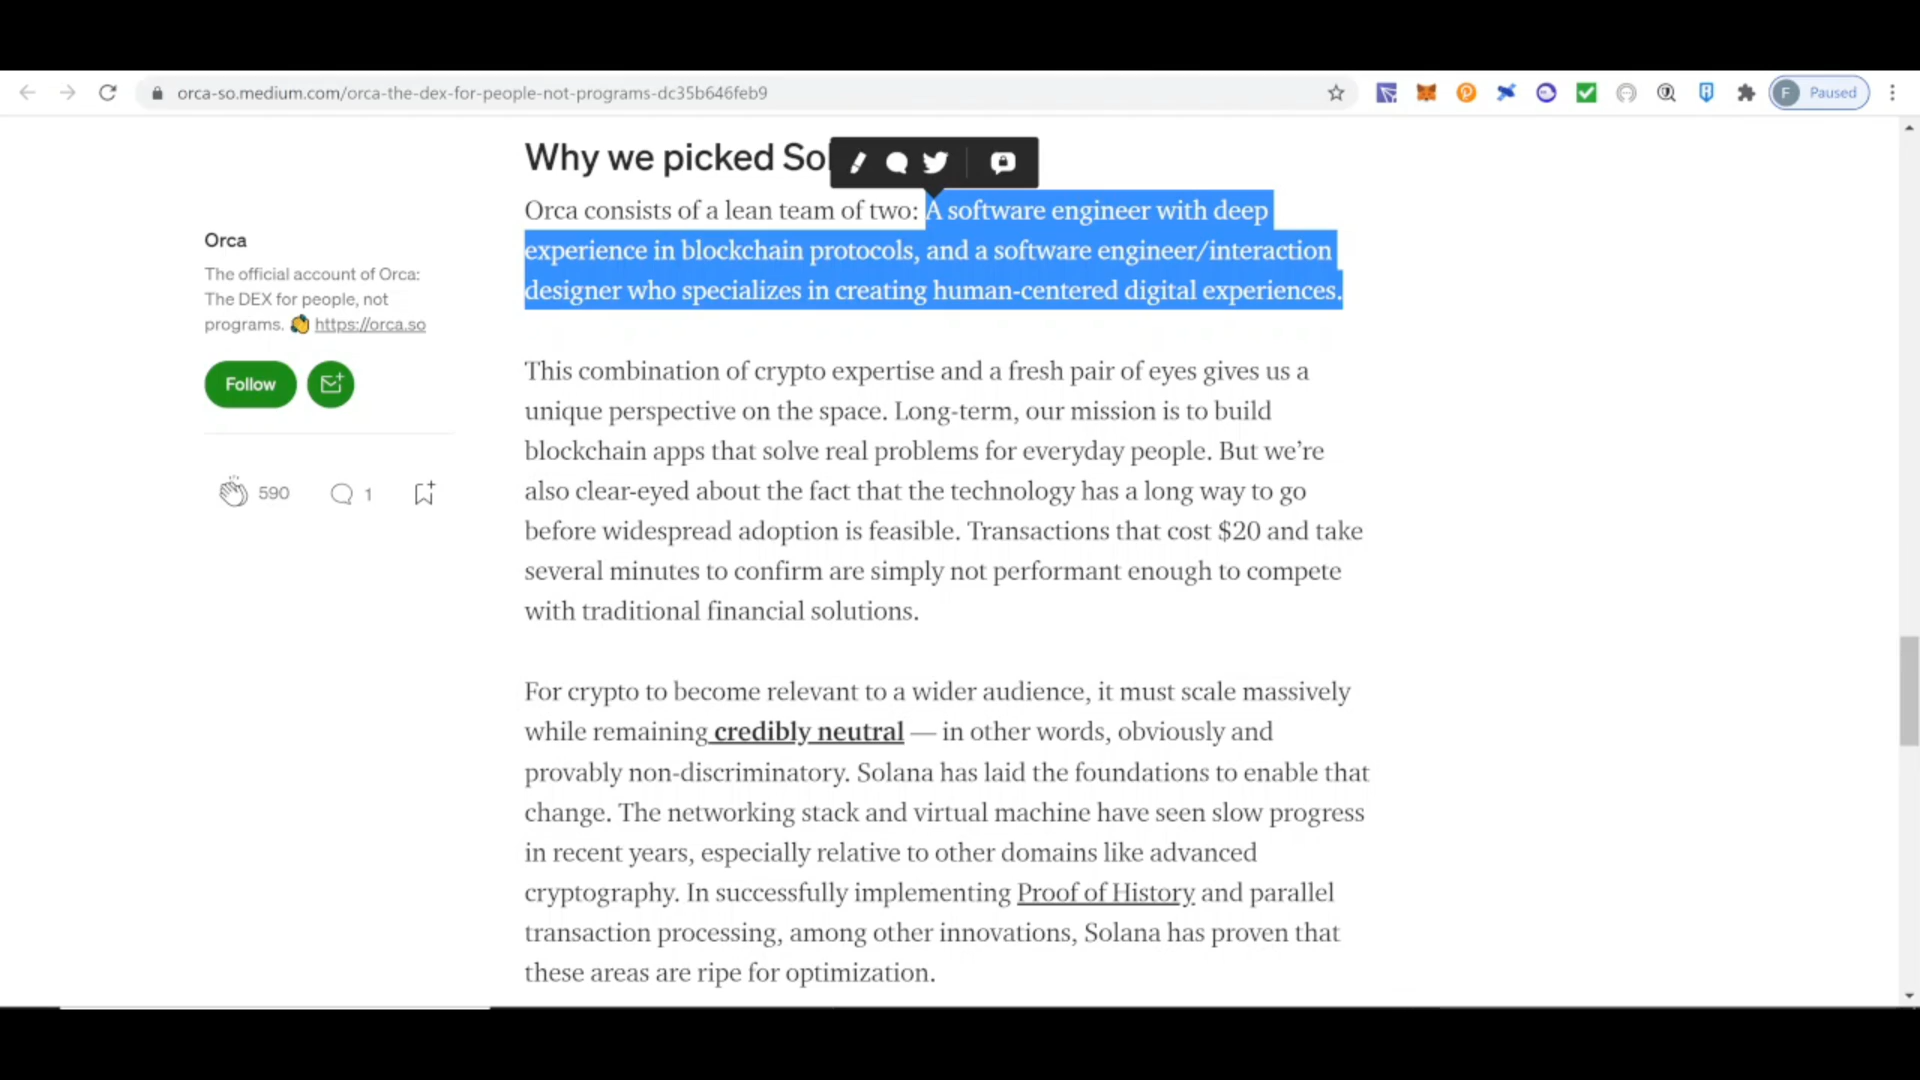 orca-so.medium.com/orca-the-dex-for-people-not-programs-dc35b646feb9
F Paused
Why we picked Sol
Orca consists of a lean team of two: A software engineer with deep
experience in blockchain protocols, and a software engineer/interaction
designer who specializes in creating human-centered digital experiences.
Orca
The official account of Orca:
The DEX for people, not
programs. https://orca.so
Follow
590
1
This combination of crypto expertise and a fresh pair of eyes gives us a
unique perspective on the space. Long-term, our mission is to build
blockchain apps that solve real problems for everyday people. But we’re
also clear-eyed about the fact that the technology has a long way to go
before widespread adoption is feasible. Transactions that cost $20 and take
several minutes to confirm are simply not performant enough to compete
with traditional financial solutions.
For crypto to become relevant to a wider audience, it must scale massively
while remaining credibly neutral — in other words, obviously and
provably non-discriminatory. Solana has laid the foundations to enable that
change. The networking stack and virtual machine have seen slow progress
in recent years, especially relative to other domains like advanced
cryptography. In successfully implementing Proof of History and parallel
transaction processing, among other innovations, Solana has proven that
these areas are ripe for optimization.